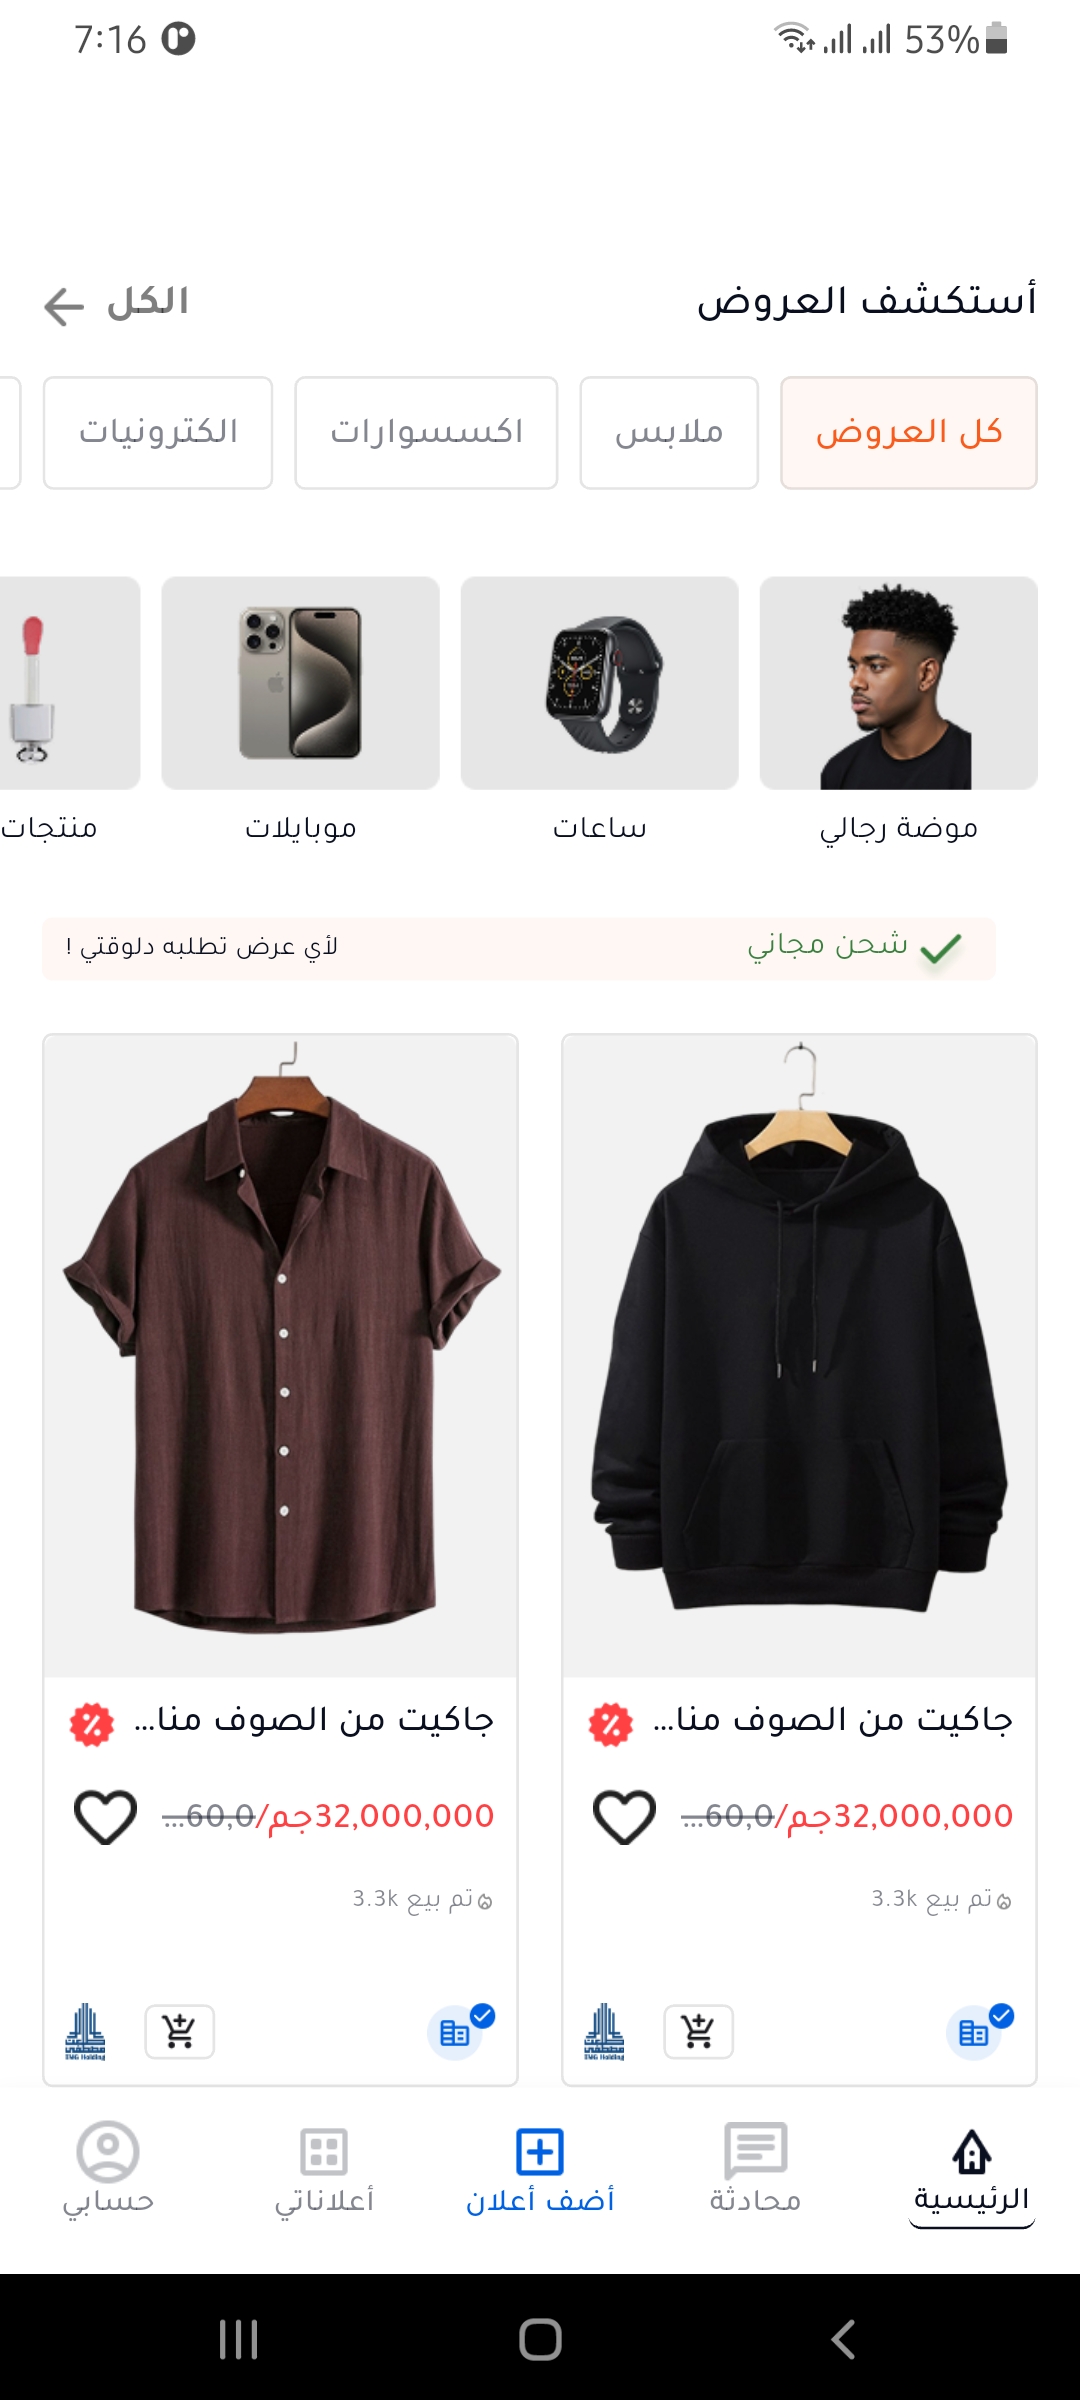 7:16
53%
أستكشف العروض
الكل
كل العروض
ملابس
اكسسوارات
الكترونيات
موضة رجالي
ساعات
موبايلات
منتجات
شحن مجاني
لأي عرض تطلبه دلوقتي !
جاكيت من الصوف منا...
32,000,000جم/60,0...
تم بيع 3.3k
جاكيت من الصوف منا...
32,000,000جم/60,0...
تم بيع 3.3k
الرئيسية
محادثة
أضف أعلان
أعلاناتي
حسابي